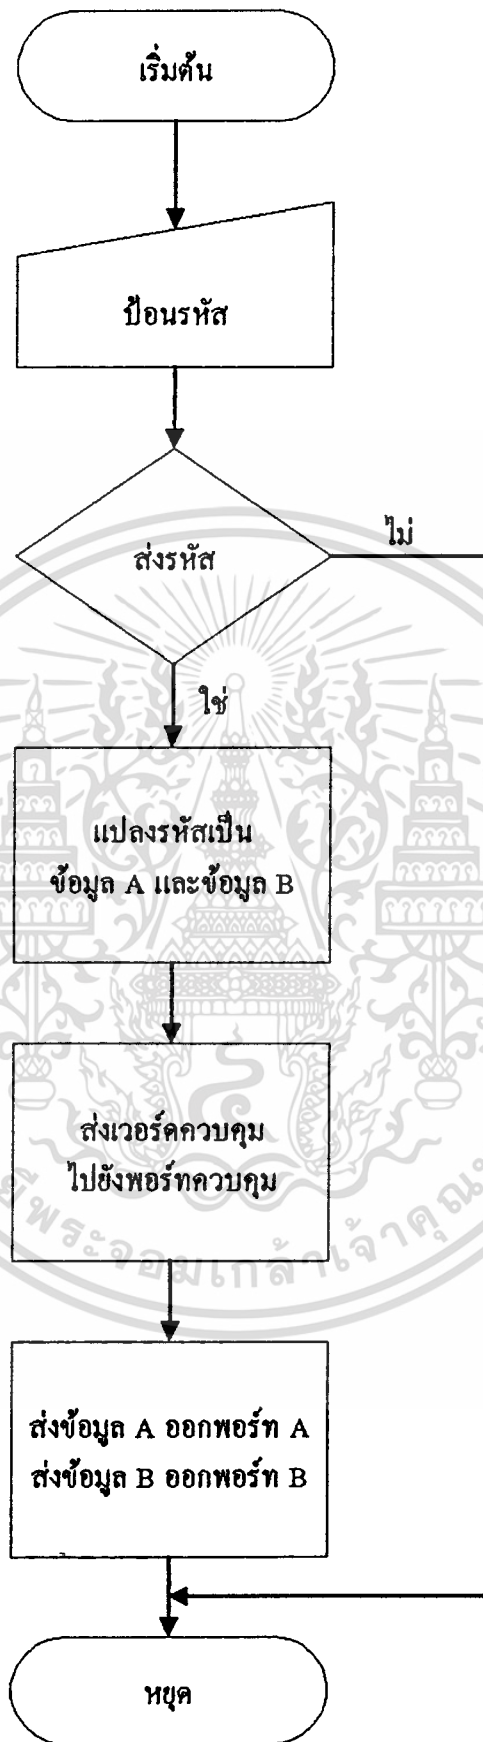 เริ่มต้น
ป้อนรหัส
ส่งรหัส
ไม่
ใช่
แปลงรหัสเป็น
ข้อมูล A และข้อมูล B
ส่งเวอร์ดควบคุม
ไปยังพอร์ทควบคุม
ส่งข้อมูล A ออกพอร์ท A
ส่งข้อมูล B ออกพอร์ท B
หยุด